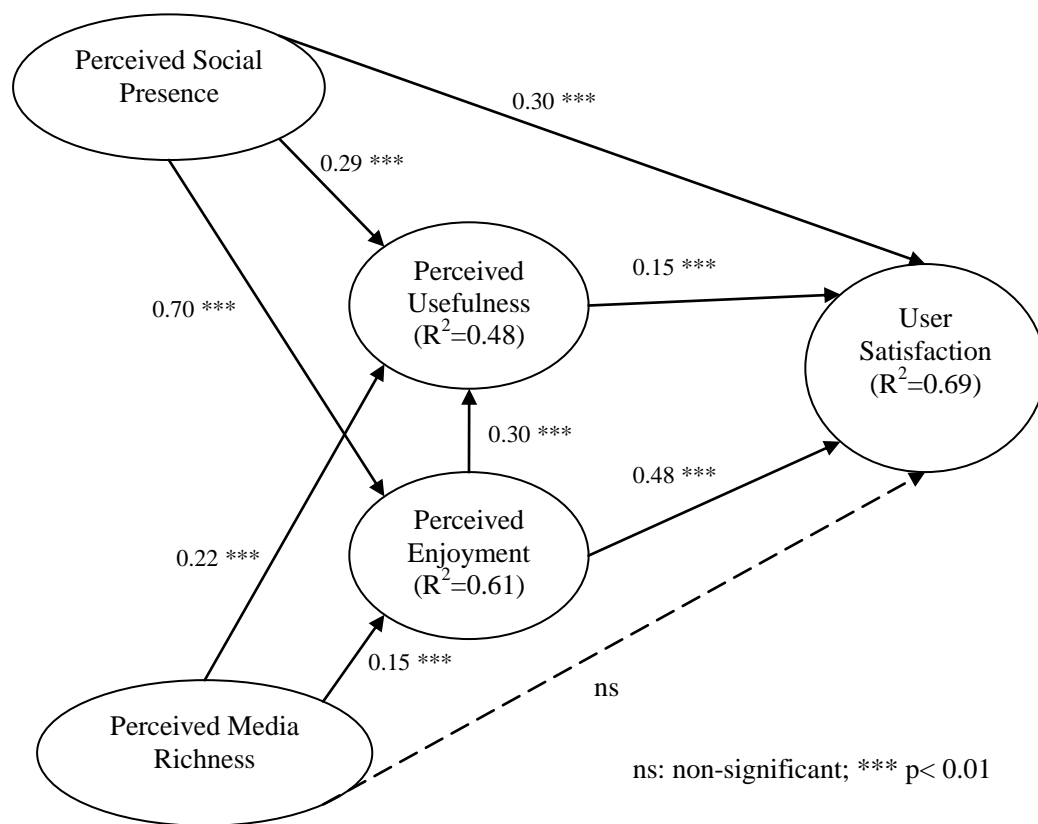 Perceived Social
Presence
0.30 ***
0.29 ***
Perceived
Usefulness
(R²=0.48)
0.15 ***
0.70 ***
User
Satisfaction
(R²=0.69)
0.30 ***
0.48 ***
Perceived
Enjoyment
(R²=0.61)
0.22 ***
0.15 ***
ns
Perceived Media
Richness
ns: non-significant; *** p< 0.01